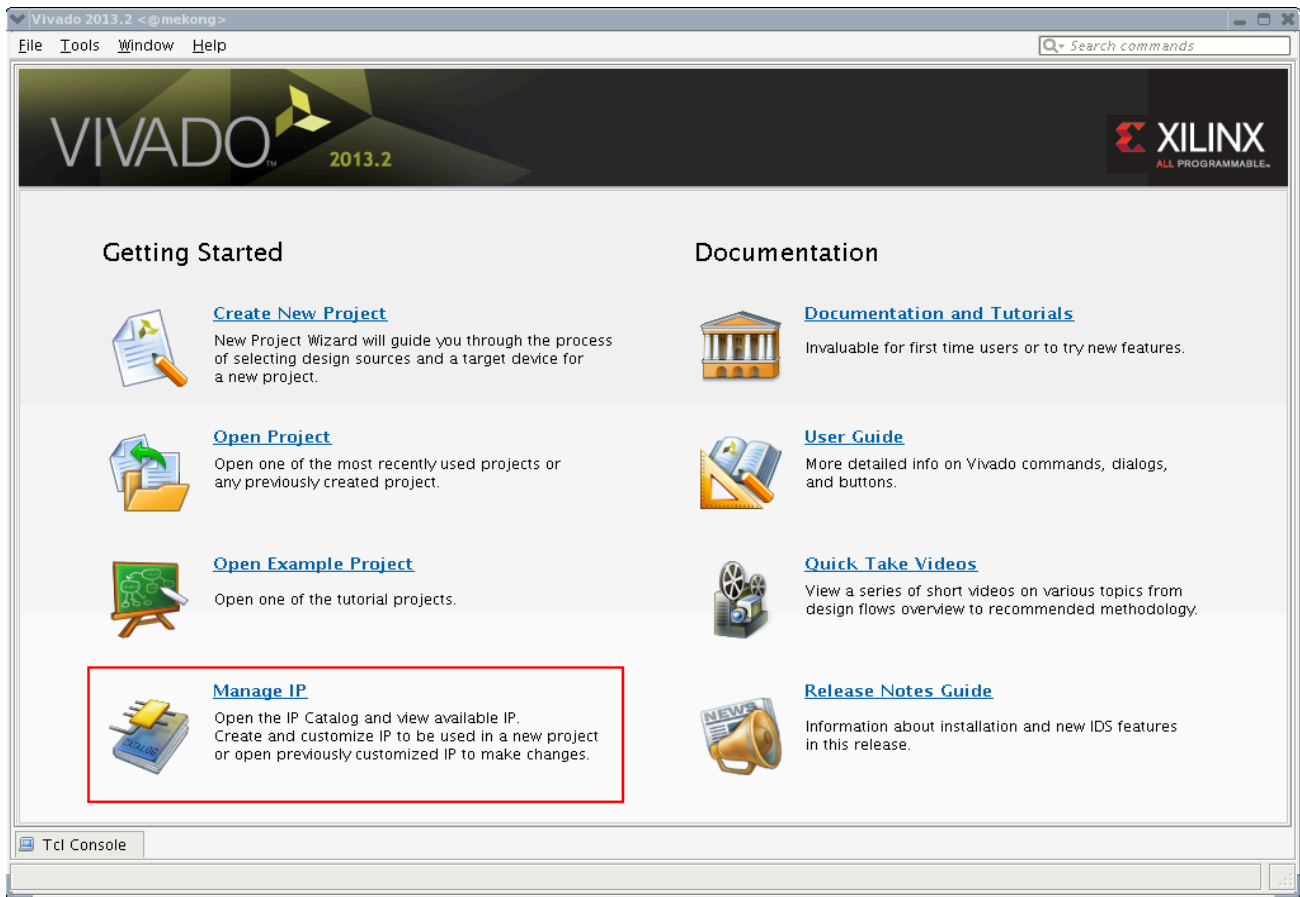 Vivado 2013.2 <@mekong>
File Tools Window Help
Search commands
VIVADO™ 2013.2
XILINX
ALL PROGRAMMABLE™
Getting Started
Create New Project
New Project Wizard will guide you through the process
of selecting design sources and a target device for
a new project.
Open Project
Open one of the most recently used projects or
any previously created project.
Open Example Project
Open one of the tutorial projects.
Manage IP
CATALOG
Open the IP Catalog and view available IP.
Create and customize IP to be used in a new project
or open previously customized IP to make changes.
Documentation
Documentation and Tutorials
Invaluable for first time users or to try new features.
User Guide
More detailed info on Vivado commands, dialogs,
and buttons.
Quick Take Videos
View a series of short videos on various topics from
design flows overview to recommended methodology.
Release Notes Guide
NEWS
Information about installation and new IDS features
in this release.
Tcl Console